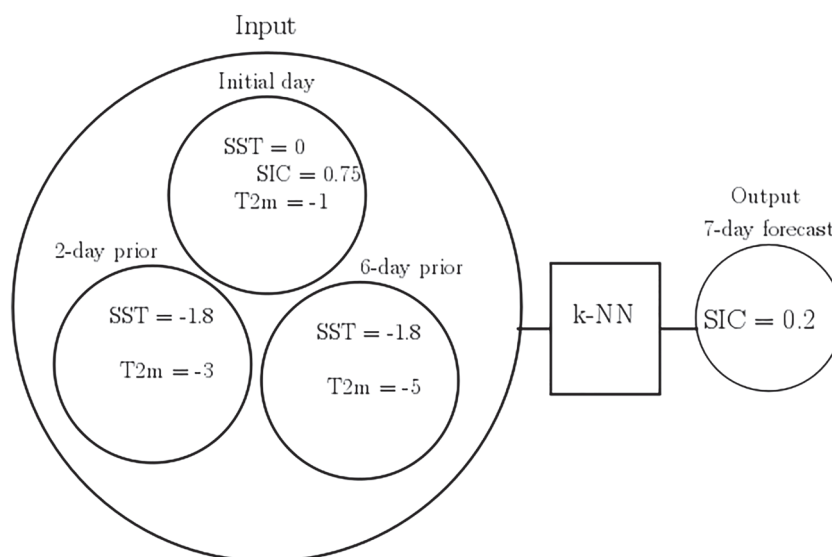 Input
Initial day
SST = 0
SIC = 0.75
T2m = -1
2-day prior
SST = -1.8
T2m = -3
6-day prior
SST = -1.8
T2m = -5
k-NN
Output
7-day forecast
SIC = 0.2